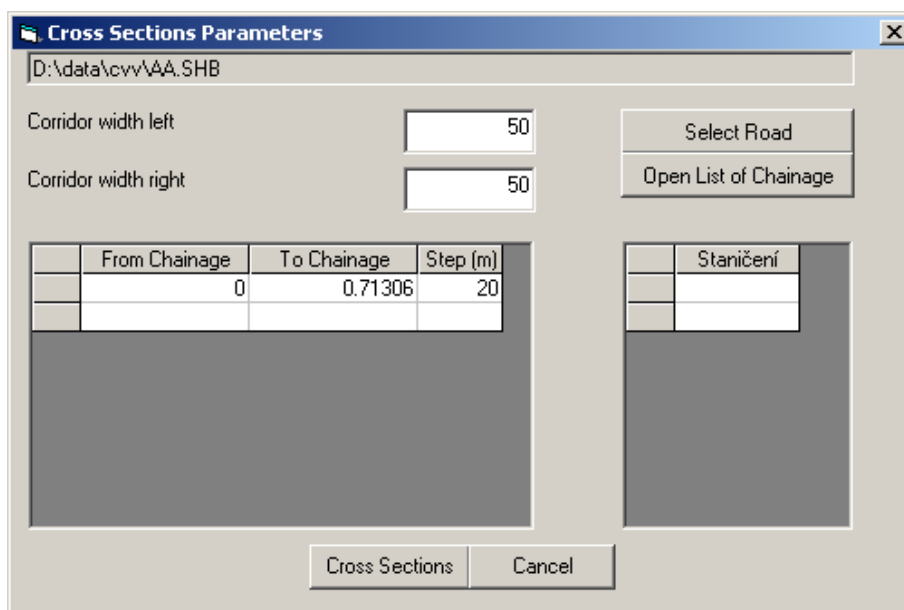 Cross Sections Parameters
D:\data\cvv\AA.SHB
Corridor width left 50
Select Road
Corridor width right 50
Open List of Chainage
From Chainage To Chainage Step (m)
0 0.71306 20
Staničení
Cross Sections Cancel